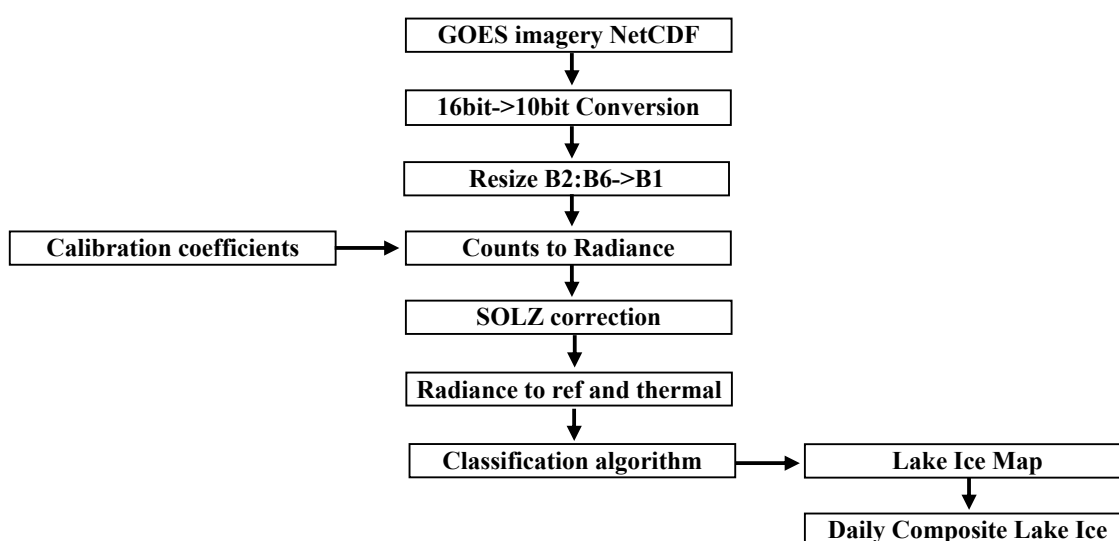 GOES imagery NetCDF
16bit->10bit Conversion
Resize B2:B6->B1
Calibration coefficients
Counts to Radiance
SOLZ correction
Radiance to ref and thermal
Classification algorithm
Lake Ice Map
Daily Composite Lake Ice